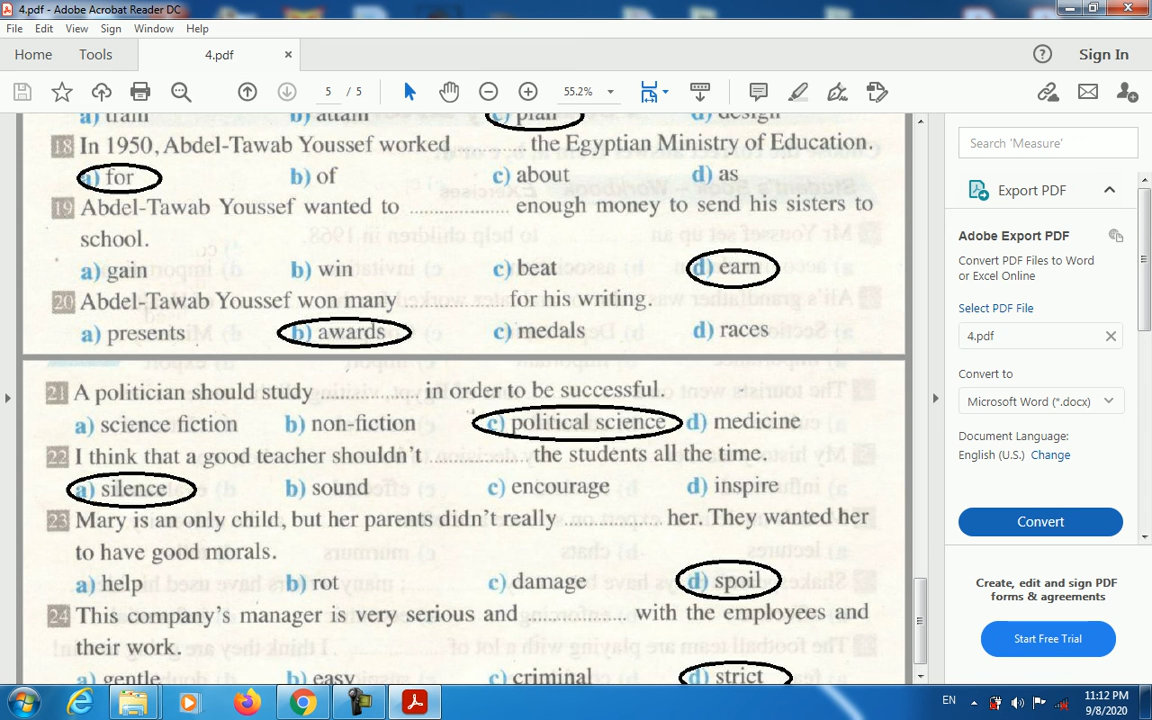 4.pdf - Adobe Acrobat Reader DC
File Edit View Sign Window Help
Home Tools 4.pdf × Sign In
5 / 5 55.2%
a) train b) attain c) plan d) design
18 In 1950, Abdel-Tawab Youssef worked ............ the Egyptian Ministry of Education.
a) for b) of c) about d) as
19 Abdel-Tawab Youssef wanted to .................. enough money to send his sisters to
school.
a) gain b) win c) beat d) earn
20 Abdel-Tawab Youssef won many .................. for his writing.
a) presents b) awards c) medals d) races
21 A politician should study .................. in order to be successful.
a) science fiction b) non-fiction c) political science d) medicine
22 I think that a good teacher shouldn't .................. the students all the time.
a) silence b) sound c) encourage d) inspire
23 Mary is an only child, but her parents didn't really .................. her. They wanted her
to have good morals.
a) help b) rot c) damage d) spoil
24 This company's manager is very serious and .................. with the employees and
their work.
a) gentle b) easy c) criminal d) strict
Search 'Measure'
Export PDF
Adobe Export PDF
Convert PDF Files to Word
or Excel Online
Select PDF File
4.pdf
Convert to
Microsoft Word (*.docx)
Document Language:
English (U.S.) Change
Convert
Create, edit and sign PDF
forms & agreements
Start Free Trial
EN 11:12 PM
9/8/2020